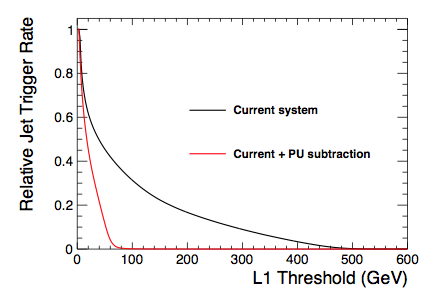 Relative Jet Trigger Rate
1
0.8
0.6
0.4
0.2
0
Current system
Current + PU subtraction
0 100 200 300 400 500 600
L1 Threshold (GeV)